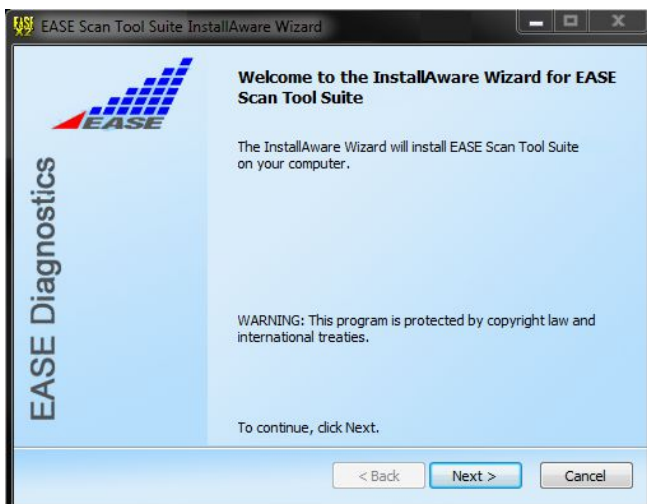 EASE Scan Tool Suite InstallAware Wizard
EASE
EASE Diagnostics
Welcome to the InstallAware Wizard for EASE
Scan Tool Suite
The InstallAware Wizard will install EASE Scan Tool Suite
on your computer.
WARNING: This program is protected by copyright law and
international treaties.
To continue, click Next.
< Back
Next >
Cancel